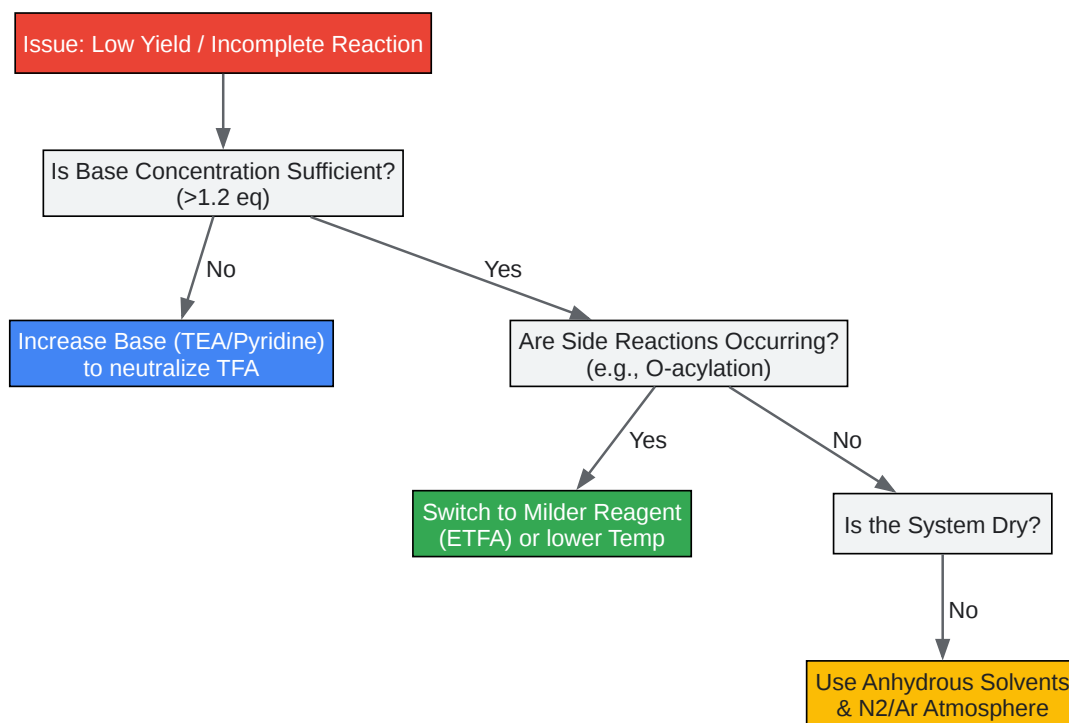 Issue: Low Yield / Incomplete Reaction
Is Base Concentration Sufficient?
(>1.2 eq)
No
Yes
Increase Base (TEA/Pyridine)
to neutralize TFA
Are Side Reactions Occurring?
(e.g., O-acylation)
Yes
No
Switch to Milder Reagent
(ETFA) or lower Temp
Is the System Dry?
No
Use Anhydrous Solvents
& N2/Ar Atmosphere